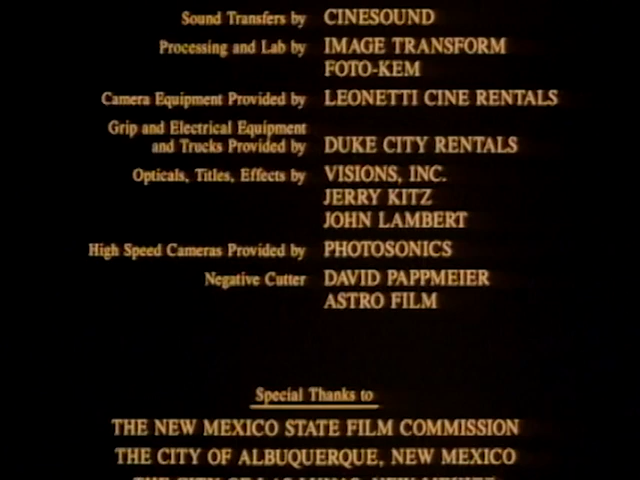 Sound Transfers by CINESOUND
Processing and Lab by IMAGE TRANSFORM
FOTO-KEM
Camera Equipment Provided by LEONETTI CINE RENTALS
Grip and Electrical Equipment
and Trucks Provided by DUKE CITY RENTALS
Opticals, Titles, Effects by VISIONS, INC.
JERRY KITZ
JOHN LAMBERT
High Speed Cameras Provided by PHOTOSONICS
Negative Cutter DAVID PAPPMEIER
ASTRO FILM
Special Thanks to
THE NEW MEXICO STATE FILM COMMISSION
THE CITY OF ALBUQUERQUE, NEW MEXICO
THE CITY OF